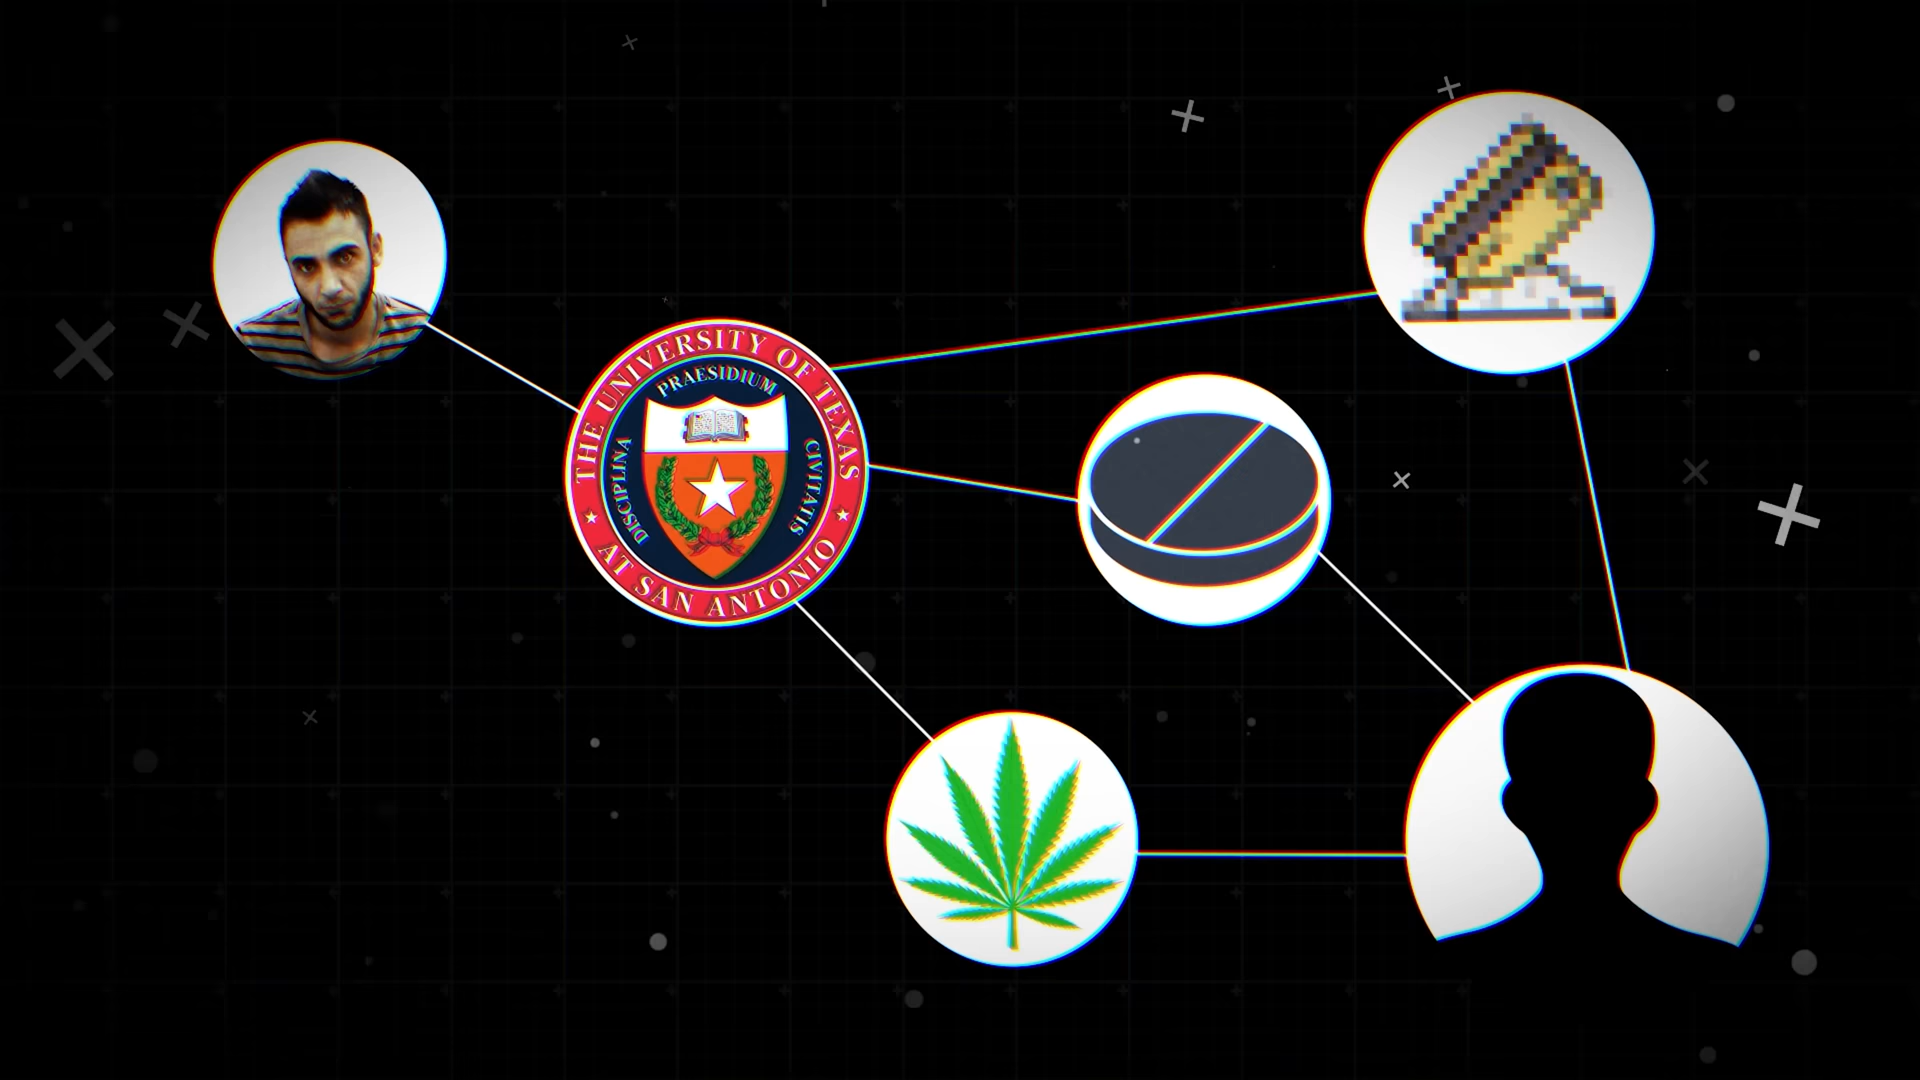 THE UNIVERSITY OF TEXAS
AT SAN ANTONIO
PRAESIDIUM
DISCIPLINA
CIVITATIS